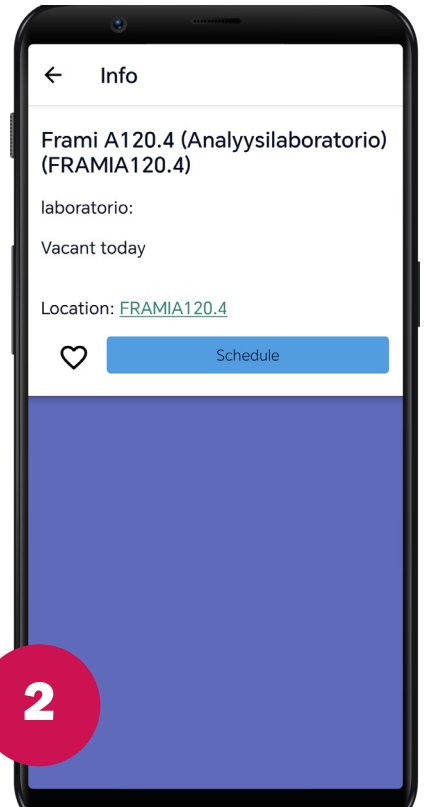 Info
Frami A120.4 (Analyysilaboratorio)
(FRAMIA120.4)
laboratorio:
Vacant today
Location: FRAMIA120.4
Schedule
2